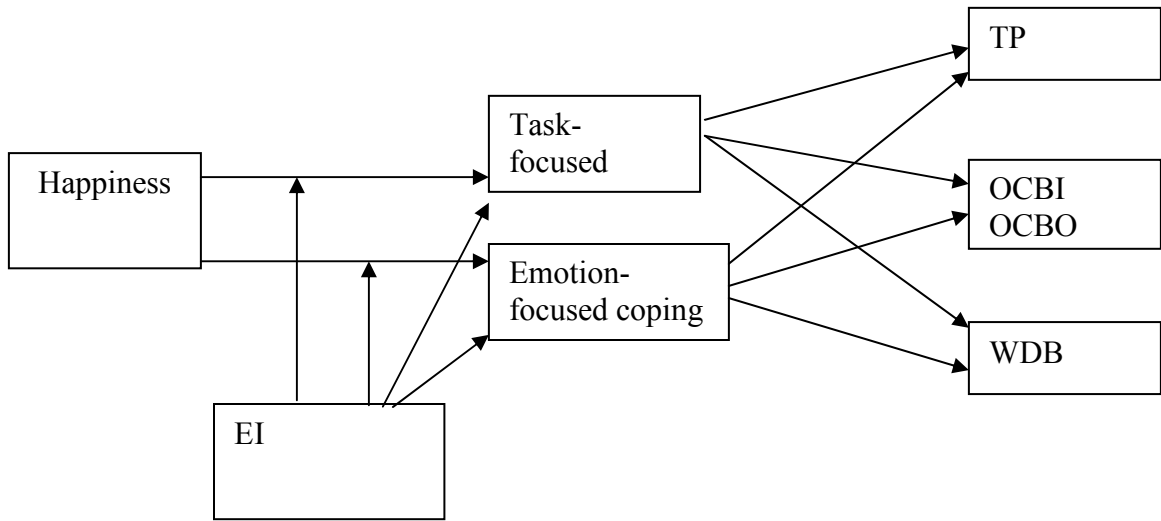 Happiness
EI
Task-
focused
Emotion-
focused coping
TP
OCBI
OCBO
WDB